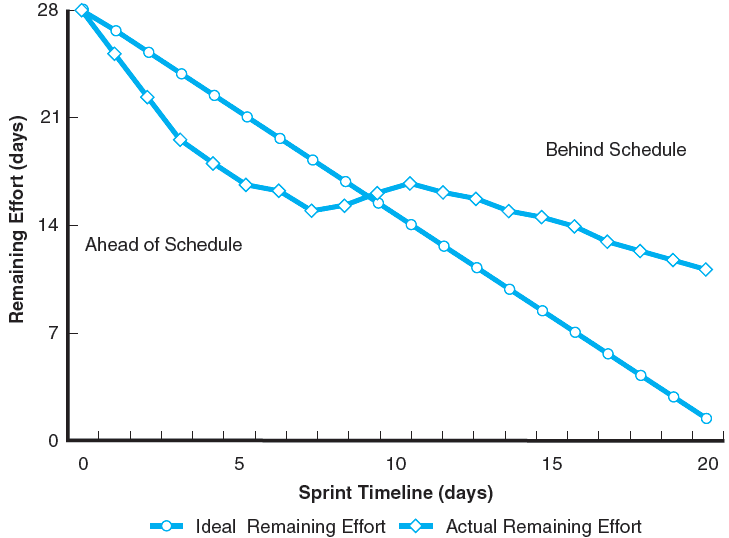 28
21
14
7
0
Remaining Effort (days)
Behind Schedule
Ahead of Schedule
0 5 10 15 20
Sprint Timeline (days)
Ideal Remaining Effort Actual Remaining Effort